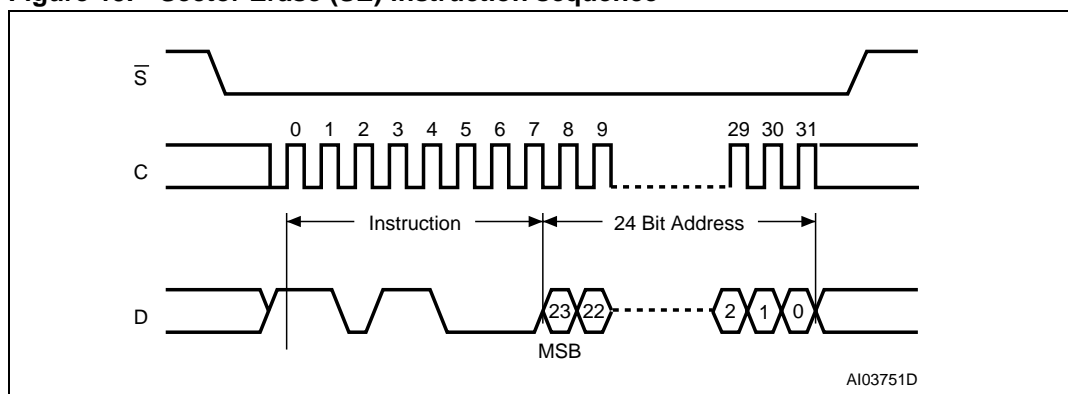 Figure 16. Sector Erase (SE) instruction sequence
S
0 1 2 3 4 5 6 7 8 9 29 30 31
C
Instruction 24 Bit Address
D 23 22 2 1 0
MSB
AI03751D